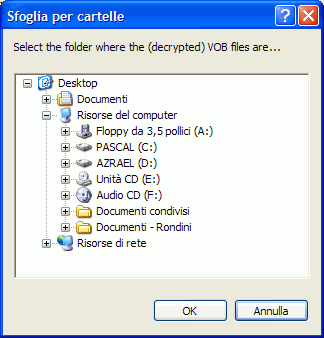 Sfoglia per cartelle
Select the folder where the (decrypted) VOB files are...
Desktop
Documenti
Risorse del computer
Floppy da 3,5 pollici (A:)
PASCAL (C:)
AZRAEL (D:)
Unità CD (E:)
Audio CD (F:)
Documenti condivisi
Documenti - Rondini
Risorse di rete
OK Annulla